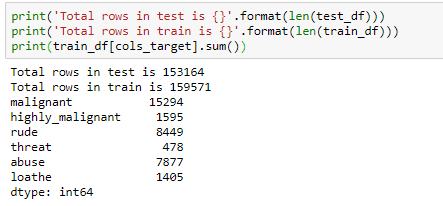 print('Total rows in test is {}'.format(len(test_df)))
print('Total rows in train is {}'.format(len(train_df)))
print(train_df[cols_target].sum())
Total rows in test is 153164
Total rows in train is 159571
malignant           15294
highly_malignant     1595
rude                 8449
threat                478
abuse                7877
loathe               1405
dtype: int64